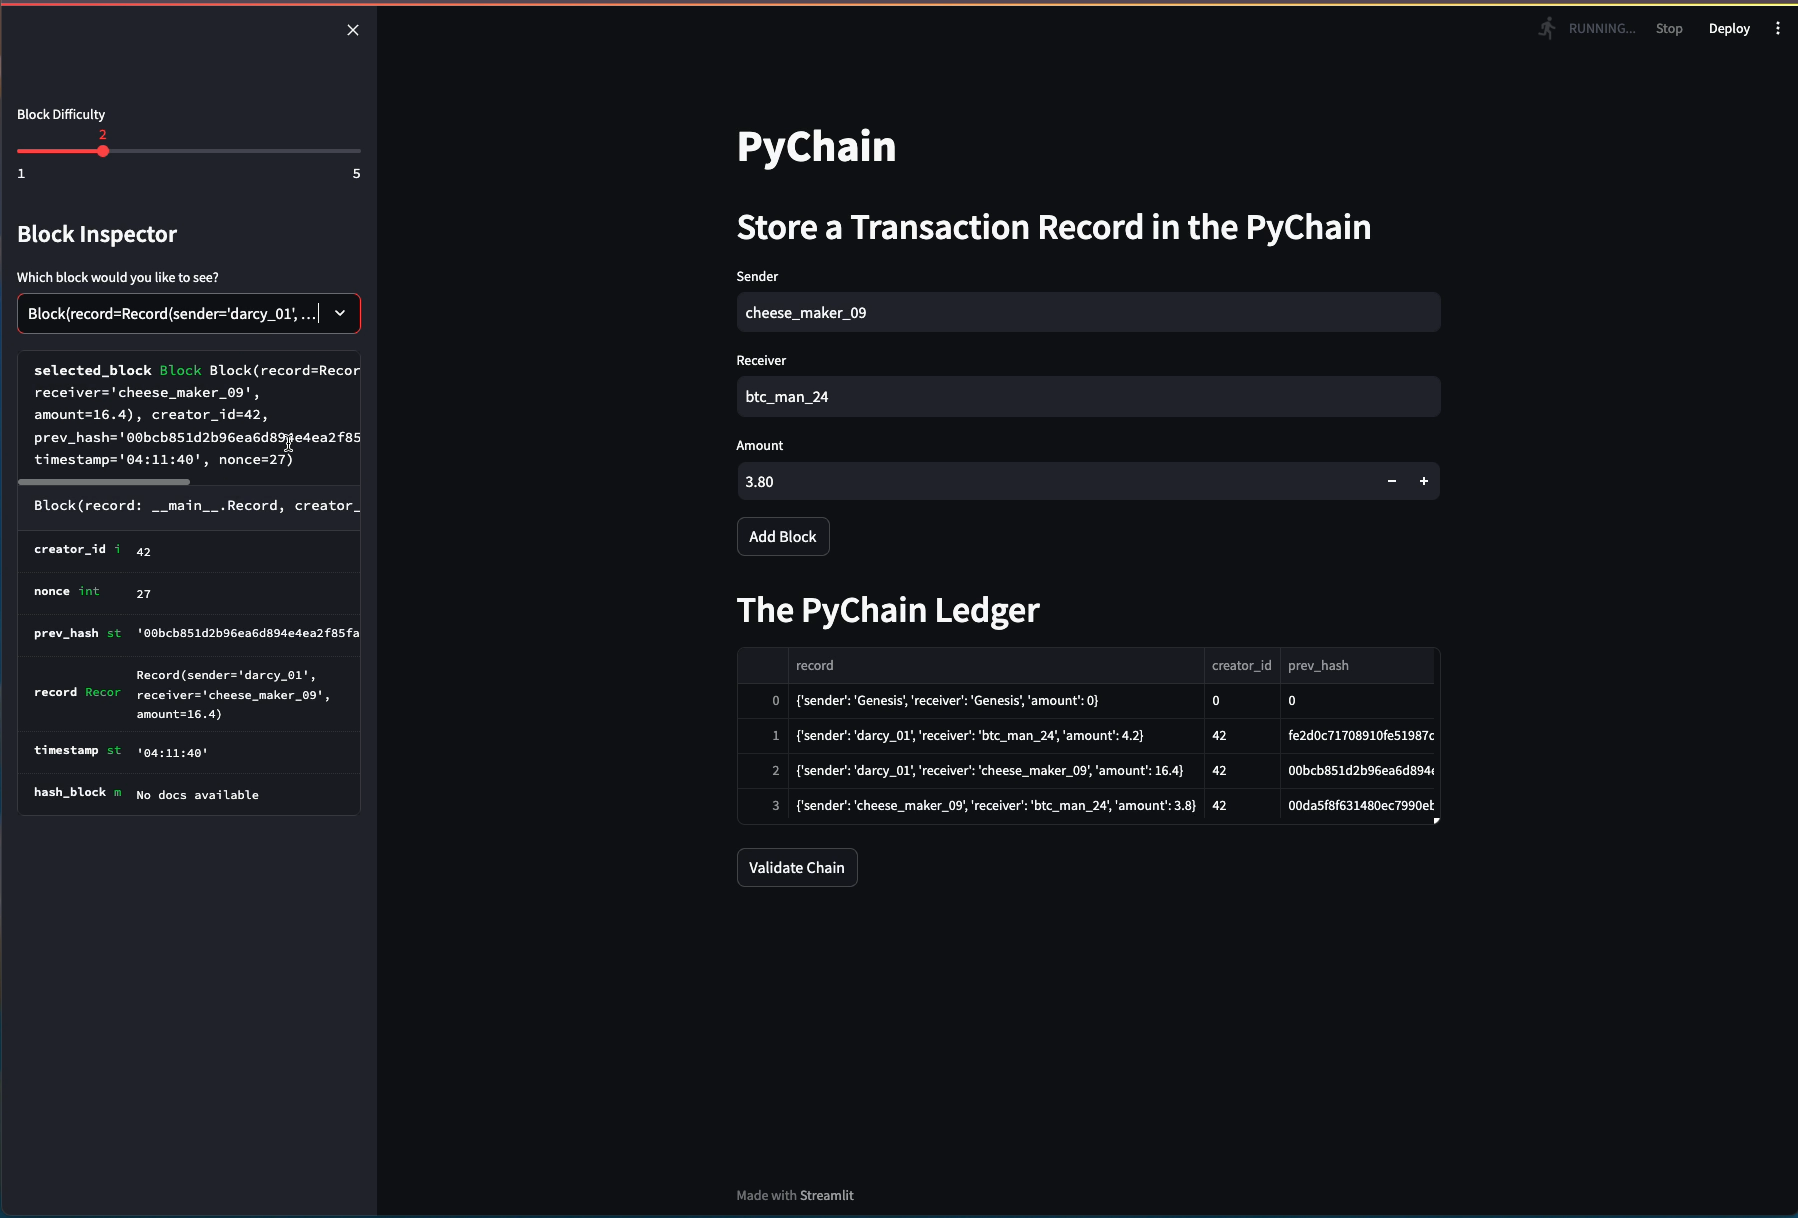 RUNNING...
Stop
Deploy
Block Difficulty
2
1
5
Block Inspector
Which block would you like to see?
Block(record=Record(sender='darcy_01', ...
selected_block Block Block(record=Recor
receiver='cheese_maker_09',
amount=16.4), creator_id=42,
prev_hash='00bcb851d2b96ea6d894e4ea2f85
timestamp='04:11:40', nonce=27)
Block(record: __main__.Record, creator_
creator_id i 42
nonce int 27
prev_hash st '00bcb851d2b96ea6d894e4ea2f85fa
record Recor
Record(sender='darcy_01',
receiver='cheese_maker_09',
amount=16.4)
timestamp st '04:11:40'
hash_block m No docs available
PyChain
Store a Transaction Record in the PyChain
Sender
cheese_maker_09
Receiver
btc_man_24
Amount
3.80
Add Block
The PyChain Ledger
record creator_id prev_hash
0 {'sender': 'Genesis', 'receiver': 'Genesis', 'amount': 0} 0 0
1 {'sender': 'darcy_01', 'receiver': 'btc_man_24', 'amount': 4.2} 42 fe2d0c71708910fe51987c
2 {'sender': 'darcy_01', 'receiver': 'cheese_maker_09', 'amount': 16.4} 42 00bcb851d2b96ea6d894e
3 {'sender': 'cheese_maker_09', 'receiver': 'btc_man_24', 'amount': 3.8} 42 00da5f8f631480ec7990eb
Validate Chain
Made with Streamlit